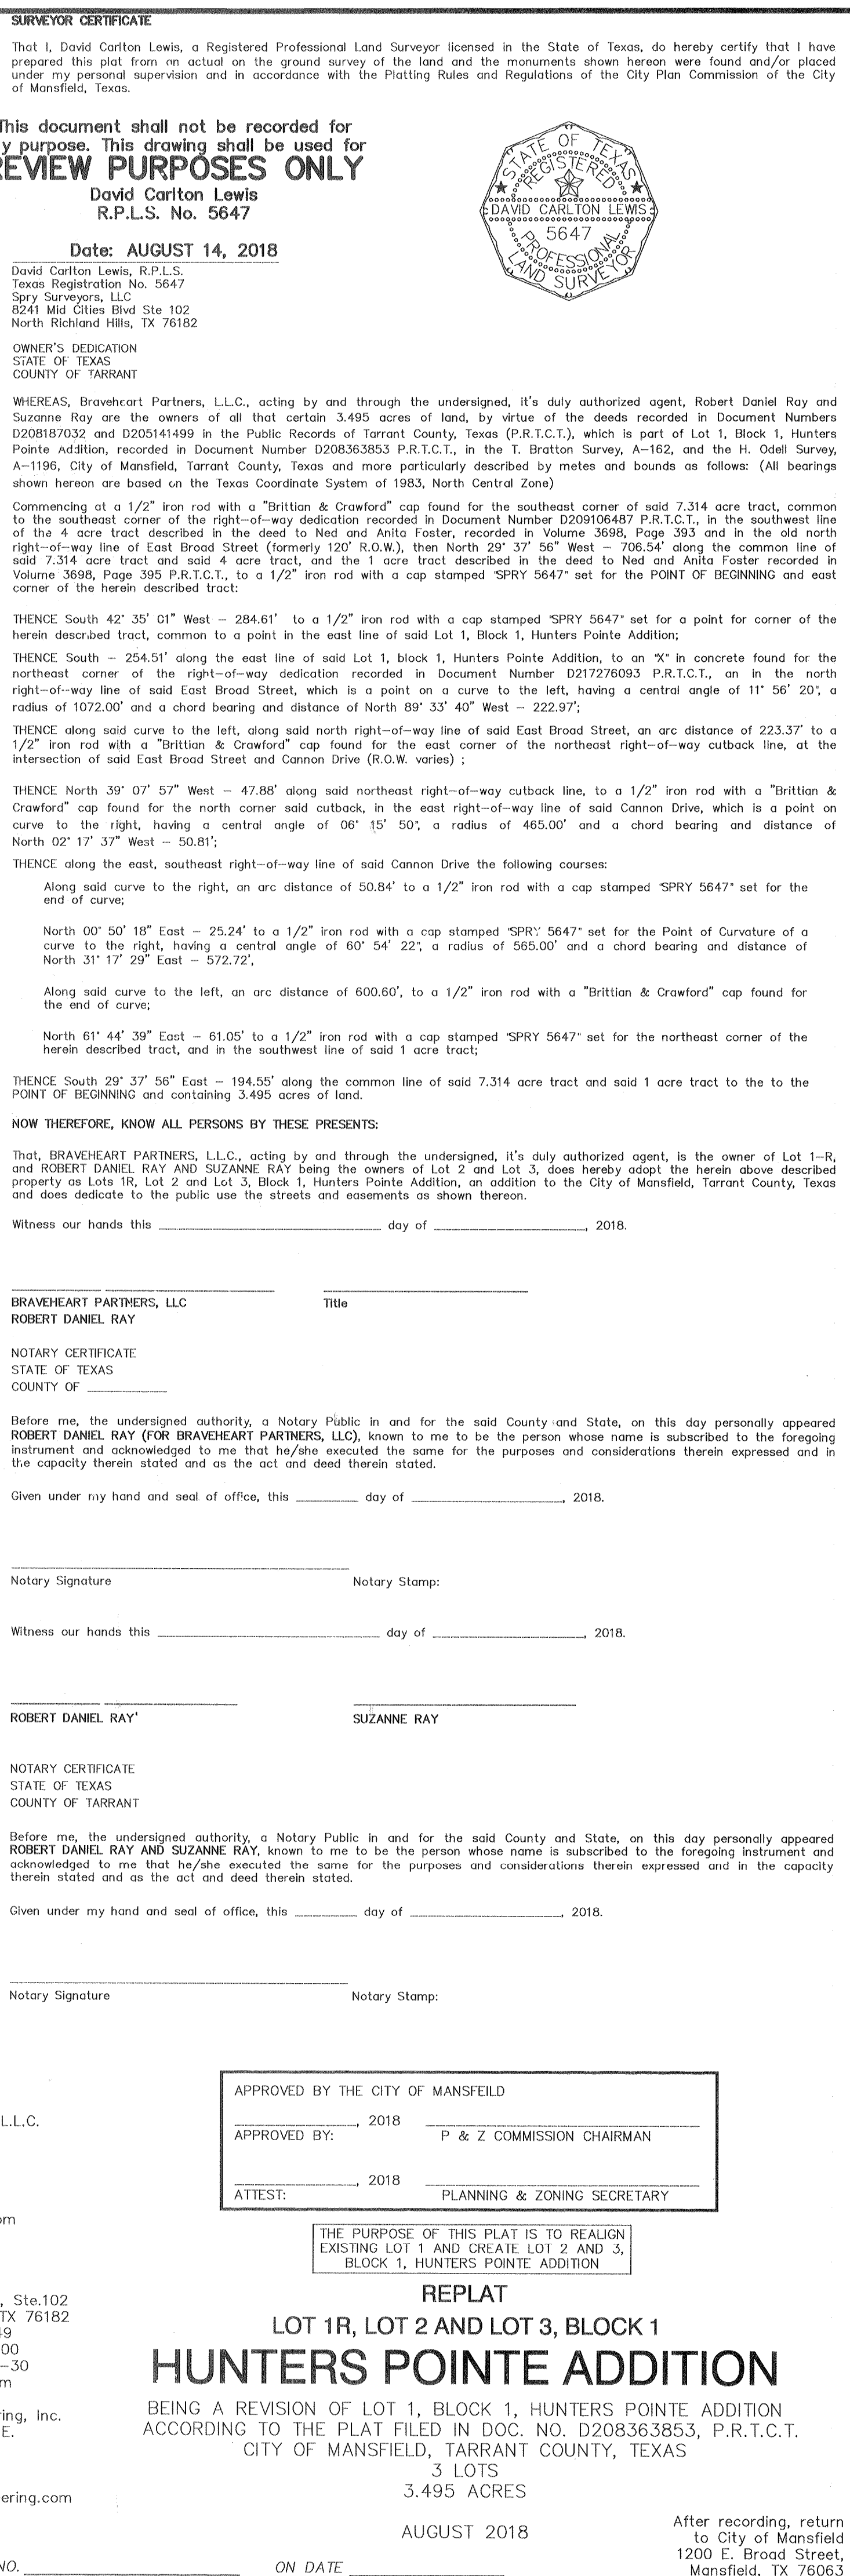 SURVEYOR CERTIFICATE
That I, David Carlton Lewis, a Registered Professional Land Surveyor licensed in the State of Texas, do hereby certify that I have
prepared this plat from an actual on the ground survey of the land and the monuments shown hereon were found and/or placed
under my personal supervision and in accordance with the Platting Rules and Regulations of the City Plan Commission of the City
of Mansfield, Texas.
This document shall not be recorded for
y purpose. This drawing shall be used for
REVIEW PURPOSES ONLY
David Carlton Lewis
R.P.L.S. No. 5647
Date: AUGUST 14, 2018
STATE OF TEXAS
REGISTERED
DAVID CARLTON LEWIS
5647
PROFESSIONAL
LAND SURVEYOR
David Carlton Lewis, R.P.L.S.
Texas Registration No. 5647
Spry Surveyors, LLC
8241 Mid Cities Blvd Ste 102
North Richland Hills, TX 76182
OWNER'S DEDICATION
STATE OF TEXAS
COUNTY OF TARRANT
WHEREAS, Braveheart Partners, L.L.C., acting by and through the undersigned, it's duly authorized agent, Robert Daniel Ray and
Suzanne Ray are the owners of all that certain 3.495 acres of land, by virtue of the deeds recorded in Document Numbers
D208187032 and D205141499 in the Public Records of Tarrant County, Texas (P.R.T.C.T.), which is part of Lot 1, Block 1, Hunters
Pointe Addition, recorded in Document Number D208363853 P.R.T.C.T., in the T. Bratton Survey, A-162, and the H. Odell Survey,
A-1196, City of Mansfield, Tarrant County, Texas and more particularly described by metes and bounds as follows: (All bearings
shown hereon are based on the Texas Coordinate System of 1983, North Central Zone)
Commencing at a 1/2" iron rod with a "Brittian & Crawford" cap found for the southeast corner of said 7.314 acre tract, common
to the southeast corner of the right-of-way dedication recorded in Document Number D209106487 P.R.T.C.T., in the southwest line
of the 4 acre tract described in the deed to Ned and Anita Foster, recorded in Volume 3698, Page 393 and in the old north
right-of-way line of East Broad Street (formerly 120' R.O.W.), then North 29° 37' 56" West - 706.54' along the common line of
said 7.314 acre tract and said 4 acre tract, and the 1 acre tract described in the deed to Ned and Anita Foster recorded in
Volume 3698, Page 395 P.R.T.C.T., to a 1/2" iron rod with a cap stamped "SPRY 5647" set for the POINT OF BEGINNING and east
corner of the herein described tract:
THENCE South 42° 35' 01" West - 284.61' to a 1/2" iron rod with a cap stamped "SPRY 5647" set for a point for corner of the
herein described tract, common to a point in the east line of said Lot 1, Block 1, Hunters Pointe Addition;
THENCE South - 254.51' along the east line of said Lot 1, block 1, Hunters Pointe Addition, to an "X" in concrete found for the
northeast corner of the right-of-way dedication recorded in Document Number D217276093 P.R.T.C.T., an in the north
right-of-way line of said East Broad Street, which is a point on a curve to the left, having a central angle of 11° 56' 20", a
radius of 1072.00' and a chord bearing and distance of North 89° 33' 40" West - 222.97';
THENCE along said curve to the left, along said north right-of-way line of said East Broad Street, an arc distance of 223.37' to a
1/2" iron rod with a "Brittian & Crawford" cap found for the east corner of the northeast right-of-way cutback line, at the
intersection of said East Broad Street and Cannon Drive (R.O.W. varies) ;
THENCE North 39° 07' 57" West - 47.88' along said northeast right-of-way cutback line, to a 1/2" iron rod with a "Brittian &
Crawford" cap found for the north corner said cutback, in the east right-of-way line of said Cannon Drive, which is a point on
curve to the right, having a central angle of 06° 15' 50", a radius of 465.00' and a chord bearing and distance of
North 02° 17' 37" West - 50.81';
THENCE along the east, southeast right-of-way line of said Cannon Drive the following courses:
Along said curve to the right, an arc distance of 50.84' to a 1/2" iron rod with a cap stamped "SPRY 5647" set for the
end of curve;
North 00° 50' 18" East - 25.24' to a 1/2" iron rod with a cap stamped "SPRY 5647" set for the Point of Curvature of a
curve to the right, having a central angle of 60° 54' 22", a radius of 565.00' and a chord bearing and distance of
North 31° 17' 29" East - 572.72',
Along said curve to the left, an arc distance of 600.60', to a 1/2" iron rod with a "Brittian & Crawford" cap found for
the end of curve;
North 61° 44' 39" East - 61.05' to a 1/2" iron rod with a cap stamped "SPRY 5647" set for the northeast corner of the
herein described tract, and in the southwest line of said 1 acre tract;
THENCE South 29° 37' 56" East - 194.55' along the common line of said 7.314 acre tract and said 1 acre tract to the to the
POINT OF BEGINNING and containing 3.495 acres of land.
NOW THEREFORE, KNOW ALL PERSONS BY THESE PRESENTS:
That, BRAVEHEART PARTNERS, L.L.C., acting by and through the undersigned, it's duly authorized agent, is the owner of Lot 1-R,
and ROBERT DANIEL RAY AND SUZANNE RAY being the owners of Lot 2 and Lot 3, does hereby adopt the herein above described
property as Lots 1R, Lot 2 and Lot 3, Block 1, Hunters Pointe Addition, an addition to the City of Mansfield, Tarrant County, Texas
and does dedicate to the public use the streets and easements as shown thereon.
Witness our hands this ____ day of ____, 2018.
BRAVEHEART PARTNERS, LLC Title
ROBERT DANIEL RAY
NOTARY CERTIFICATE
STATE OF TEXAS
COUNTY OF ____
Before me, the undersigned authority, a Notary Public in and for the said County and State, on this day personally appeared
ROBERT DANIEL RAY (FOR BRAVEHEART PARTNERS, LLC), known to me to be the person whose name is subscribed to the foregoing
instrument and acknowledged to me that he/she executed the same for the purposes and considerations therein expressed and in
the capacity therein stated and as the act and deed therein stated.
Given under my hand and seal of office, this ____ day of ____, 2018.
Notary Signature Notary Stamp:
Witness our hands this ____ day of ____, 2018.
ROBERT DANIEL RAY' SUZANNE RAY
NOTARY CERTIFICATE
STATE OF TEXAS
COUNTY OF TARRANT
Before me, the undersigned authority, a Notary Public in and for the said County and State, on this day personally appeared
ROBERT DANIEL RAY AND SUZANNE RAY, known to me to be the person whose name is subscribed to the foregoing instrument and
acknowledged to me that he/she executed the same for the purposes and considerations therein expressed and in the capacity
therein stated and as the act and deed therein stated.
Given under my hand and seal of office, this ____ day of ____, 2018.
Notary Signature Notary Stamp:
APPROVED BY THE CITY OF MANSFEILD
____, 2018 ____
APPROVED BY: P & Z COMMISSION CHAIRMAN
____, 2018 ____
ATTEST: PLANNING & ZONING SECRETARY
L.L.C.
om
, Ste.102
TX 76182
49
00
-30
m
ring, Inc.
E.
ering.com
THE PURPOSE OF THIS PLAT IS TO REALIGN
EXISTING LOT 1 AND CREATE LOT 2 AND 3,
BLOCK 1, HUNTERS POINTE ADDITION
REPLAT
LOT 1R, LOT 2 AND LOT 3, BLOCK 1
HUNTERS POINTE ADDITION
BEING A REVISION OF LOT 1, BLOCK 1, HUNTERS POINTE ADDITION
ACCORDING TO THE PLAT FILED IN DOC. NO. D208363853, P.R.T.C.T.
CITY OF MANSFIELD, TARRANT COUNTY, TEXAS
3 LOTS
3.495 ACRES
AUGUST 2018
After recording, return
to City of Mansfield
1200 E. Broad Street,
Mansfield, TX 76063
NO. ____ ON DATE ____